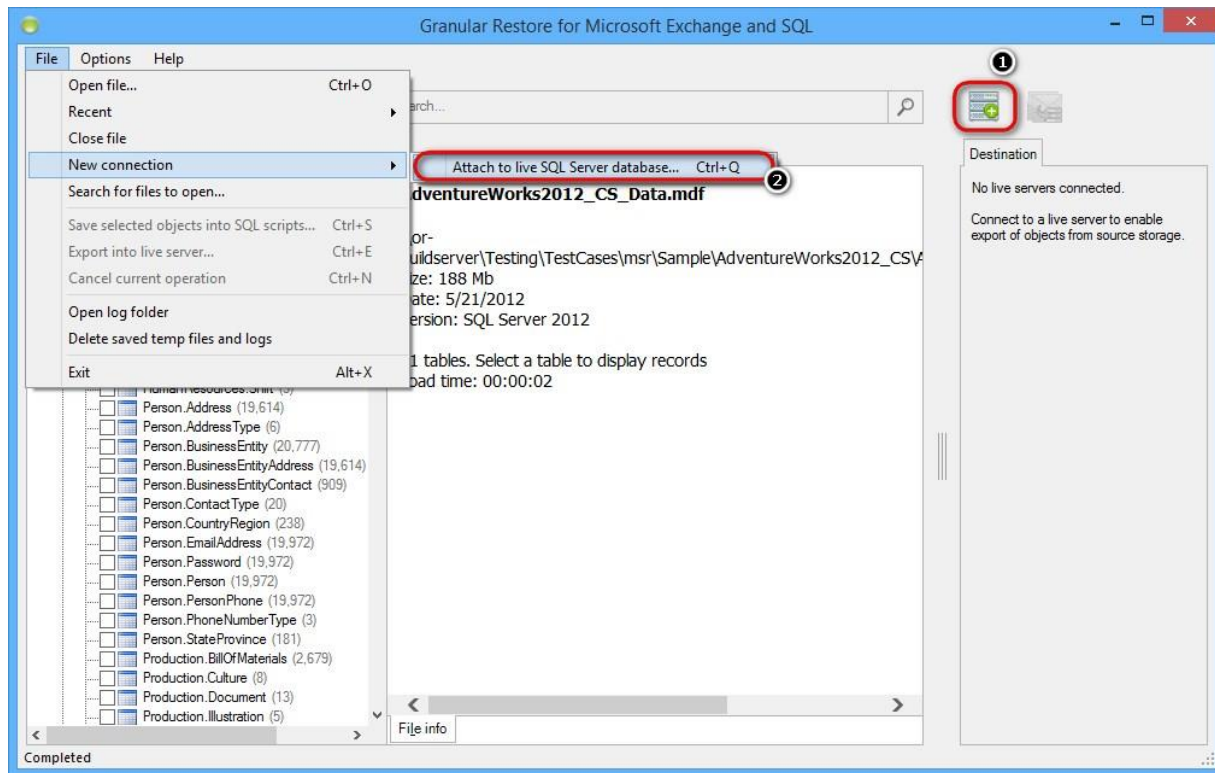 Granular Restore for Microsoft Exchange and SQL
File Options Help
1
Open file... Ctrl+O
Recent
Close file
New connection
Search for files to open...
Save selected objects into SQL scripts... Ctrl+S
Export into live server... Ctrl+E
Cancel current operation Ctrl+N
Open log folder
Delete saved temp files and logs
Exit Alt+X
Attach to live SQL Server database... Ctrl+Q
2
dventureWorks2012_CS_Data.mdf
uildserver\Testing\TestCases\msr\Sample\AdventureWorks2012_CS\A
188 Mb
5/21/2012
SQL Server 2012
tables. Select a table to display records
time: 00:00:02
Person.Address (19,614)
Person.AddressType (6)
Person.BusinessEntity (20,777)
Person.BusinessEntityAddress (19,614)
Person.BusinessEntityContact (909)
Person.ContactType (20)
Person.CountryRegion (238)
Person.EmailAddress (19,972)
Person.Password (19,972)
Person.Person (19,972)
Person.PersonPhone (19,972)
Person.PhoneNumberType (3)
Person.StateProvince (181)
Production.BillOfMaterials (2,679)
Production.Culture (8)
Production.Document (13)
Production.Illustration (5)
File info
Destination
No live servers connected.
Connect to a live server to enable
export of objects from source storage.
Completed